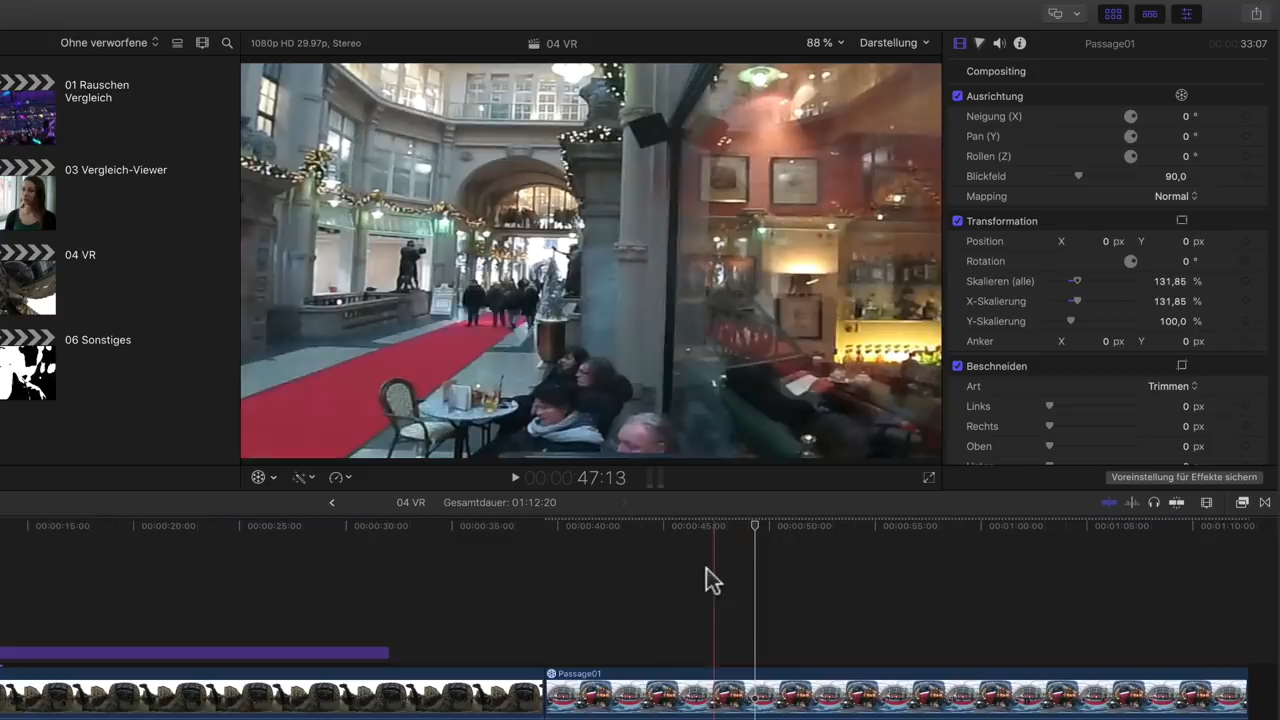 Ohne verworfene
1080p HD 29.97p, Stereo
04 VR
88 %
Darstellung
Passage01
00:00:33:07
01 Rauschen
Vergleich
03 Vergleich-Viewer
04 VR
06 Sonstiges
Compositing
Ausrichtung
Neigung (X) 0 °
Pan (Y) 0 °
Rollen (Z) 0 °
Blickfeld 90,0
Mapping Normal
Transformation
Position X 0 px Y 0 px
Rotation 0 °
Skalieren (alle) 131,85 %
X-Skalierung 131,85 %
Y-Skalierung 100,0 %
Anker X 0 px Y 0 px
Beschneiden
Art Trimmen
Links 0 px
Rechts 0 px
Oben 0 px
00:00:47:13
Voreinstellung für Effekte sichern
04 VR Gesamtdauer: 01:12:20
00:00:15:00 00:00:20:00 00:00:25:00 00:00:30:00 00:00:35:00 00:00:40:00 00:00:45:00 00:00:50:00 00:00:55:00 00:01:00:00 00:01:05:00 00:01:10:00
Passage01